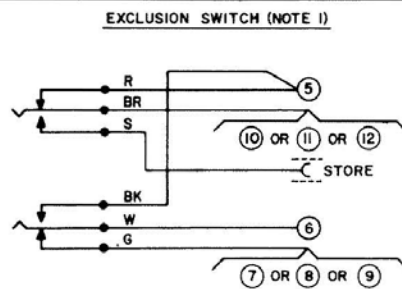 EXCLUSION SWITCH (NOTE 1)
R
5
BR
S
10 OR 11 OR 12
STORE
BK
W
6
G
7 OR 8 OR 9